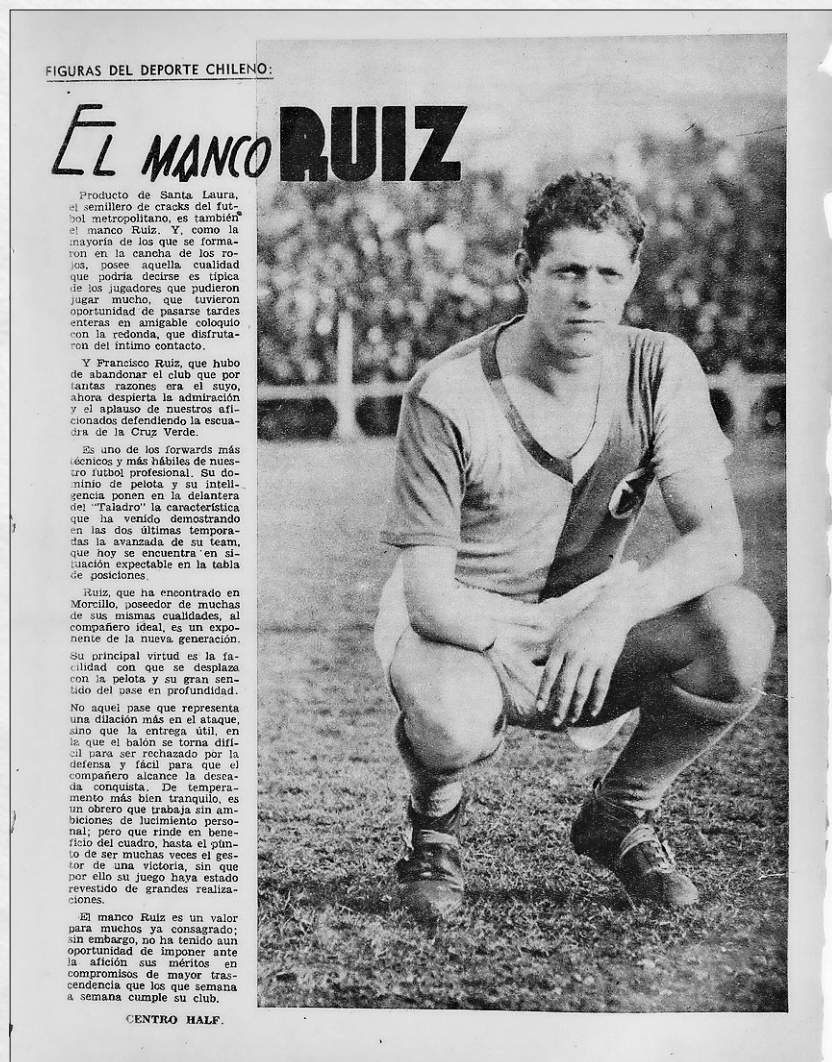 FIGURAS DEL DEPORTE CHILENO:
EL MANCO RUIZ
Producto de Santa Laura,
el semillero de cracks del fut-
bol metropolitano, es también
el manco Ruiz. Y, como la
mayoría de los que se forma-
ron en la cancha de los ro-
jos, posee aquella cualidad
que podría decirse es típica
de los jugadores que pudieron
jugar mucho, que tuvieron
oportunidad de pasarse tardes
enteras en amigable coloquio
con la redonda, que disfruta-
ron del íntimo contacto.
Y Francisco Ruiz, que hubo
de abandonar el club que por
tantas razones era el suyo,
ahora despierta la admiración
y el aplauso de nuestros afi-
cionados defendiendo la escua-
dra de la Cruz Verde.
Es uno de los forwards más
técnicos y más hábiles de nues-
tro futbol profesional. Su do-
minio de pelota y su inteli-
gencia ponen en la delantera
del "Taladro" la característica
que ha venido demostrando
en las dos últimas tempora-
das la avanzada de su team,
que hoy se encuentra en si-
tuación expectable en la tabla
de posiciones.
Ruiz, que ha encontrado en
Morcillo, poseedor de muchas
de sus mismas cualidades, al
compañero ideal, es un expo-
nente de la nueva generación.
Su principal virtud es la fa-
cilidad con que se desplaza
con la pelota y su gran sen-
tido del pase en profundidad.
No aquel pase que representa
una dilación más en el ataque,
sino que la entrega útil, en
la que el balón se torna difí-
cil para ser rechazado por la
defensa y fácil para que el
compañero alcance la desea-
da conquista. De tempera-
mento más bien tranquilo, es
un obrero que trabaja sin am-
biciones de lucimiento perso-
nal; pero que rinde en bene-
ficio del cuadro, hasta el pun-
to de ser muchas veces el ges-
tor de una victoria, sin que
por ello su juego haya estado
revestido de grandes realiza-
ciones.
El manco Ruiz es un valor
para muchos ya consagrado;
sin embargo, no ha tenido aun
oportunidad de imponer ante
la afición sus méritos en
compromisos de mayor tras-
cendencia que los que semana
a semana cumple su club.
CENTRO HALF.